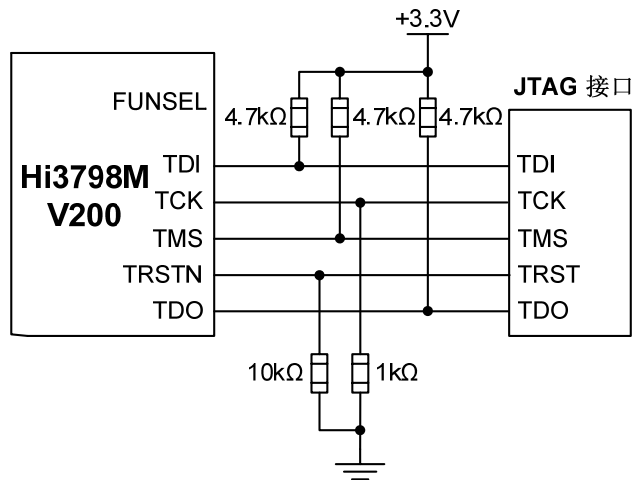 +3.3V
JTAG 接口
FUNSEL
4.7kΩ
4.7kΩ
4.7kΩ
Hi3798M
V200
TDI
TCK
TMS
TRSTN
TDO
TDI
TCK
TMS
TRST
TDO
10kΩ
1kΩ